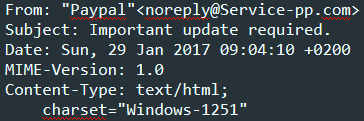 From: "Paypal"<noreply@Service-pp.com>
Subject: Important update required.
Date: Sun, 29 Jan 2017 09:04:10 +0200
MIME-Version: 1.0
Content-Type: text/html;
    charset="Windows-1251"